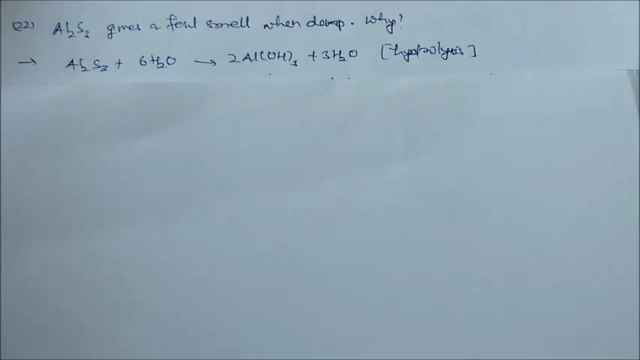 Q2) Al₂S₃ gives a foul smell when damp. Why?
→ Al₂S₃ + 6H₂O → 2Al(OH)₃ + 3H₂O [Hydrolysis]